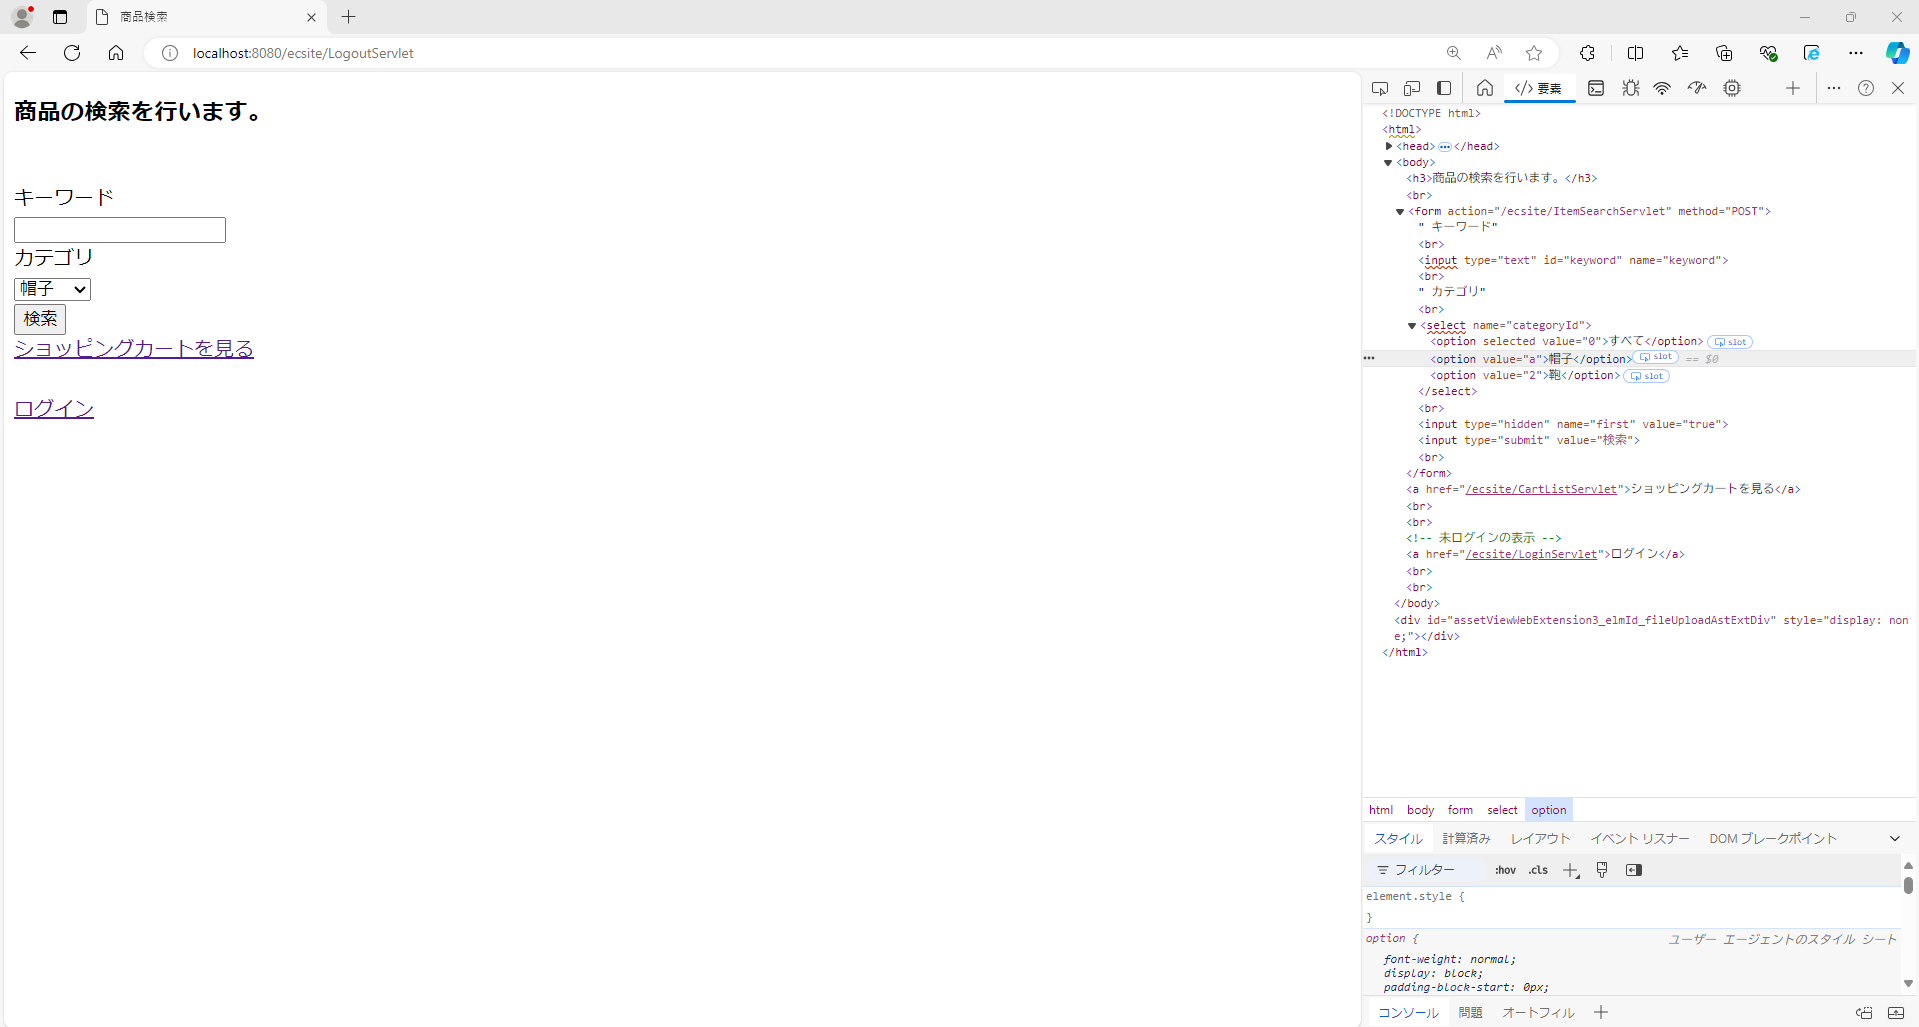 商品検索
localhost:8080/ecsite/LogoutServlet
商品の検索を行います。
キーワード
カテゴリ
帽子
検索
ショッピングカートを見る
ログイン
要素
<!DOCTYPE html>
<html>
<head> ••• </head>
<body>
<h3>商品の検索を行います。</h3>
<br>
<form action="/ecsite/ItemSearchServlet" method="POST">
" キーワード"
<br>
<input type="text" id="keyword" name="keyword">
<br>
" カテゴリ"
<br>
<select name="categoryId">
<option selected value="0">すべて</option> slot
<option value="a">帽子</option> slot == $0
<option value="2">鞄</option> slot
</select>
<br>
<input type="hidden" name="first" value="true">
<input type="submit" value="検索">
<br>
</form>
<a href="/ecsite/CartListServlet">ショッピングカートを見る</a>
<br>
<br>
<!-- 未ログインの表示 -->
<a href="/ecsite/LoginServlet">ログイン</a>
<br>
<br>
</body>
<div id="assetViewWebExtension3_elmId_fileUploadAstExtDiv" style="display: non
e;"></div>
</html>
html body form select option
スタイル 計算済み レイアウト イベント リスナー DOM ブレークポイント
フィルター :hov .cls
element.style {
}
option { ユーザー エージェントのスタイル シート
font-weight: normal;
display: block;
padding-block-start: 0px;
コンソール 問題 オートフィル